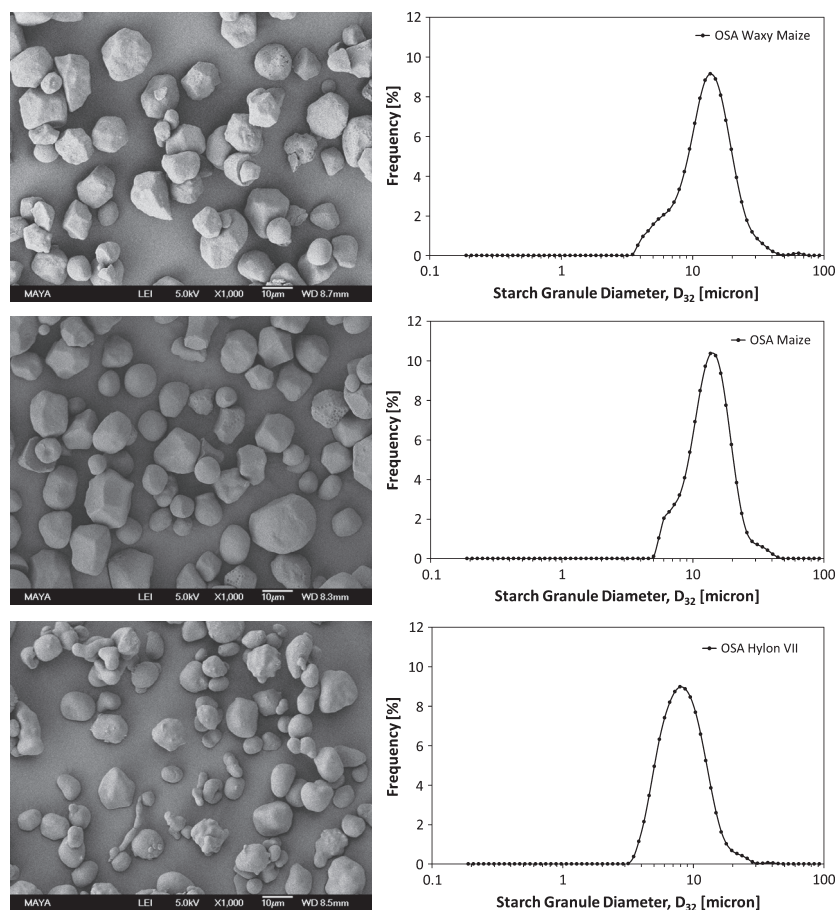 12
OSA Waxy Maize
10
8
6
4
2
0
Frequency [%]
0.1 1 10 100
Starch Granule Diameter, D32 [micron]
MAYA LEI 5.0kV X1,000 10μm WD 8.7mm
12
OSA Maize
10
8
6
4
2
0
Frequency [%]
0.1 1 10 100
Starch Granule Diameter, D32 [micron]
MAYA LEI 5.0kV X1,000 10μm WD 8.3mm
12
OSA Hylon VII
10
8
6
4
2
0
Frequency [%]
0.1 1 10 100
Starch Granule Diameter, D32 [micron]
MAYA LEI 5.0kV X1,000 10μm WD 8.5mm